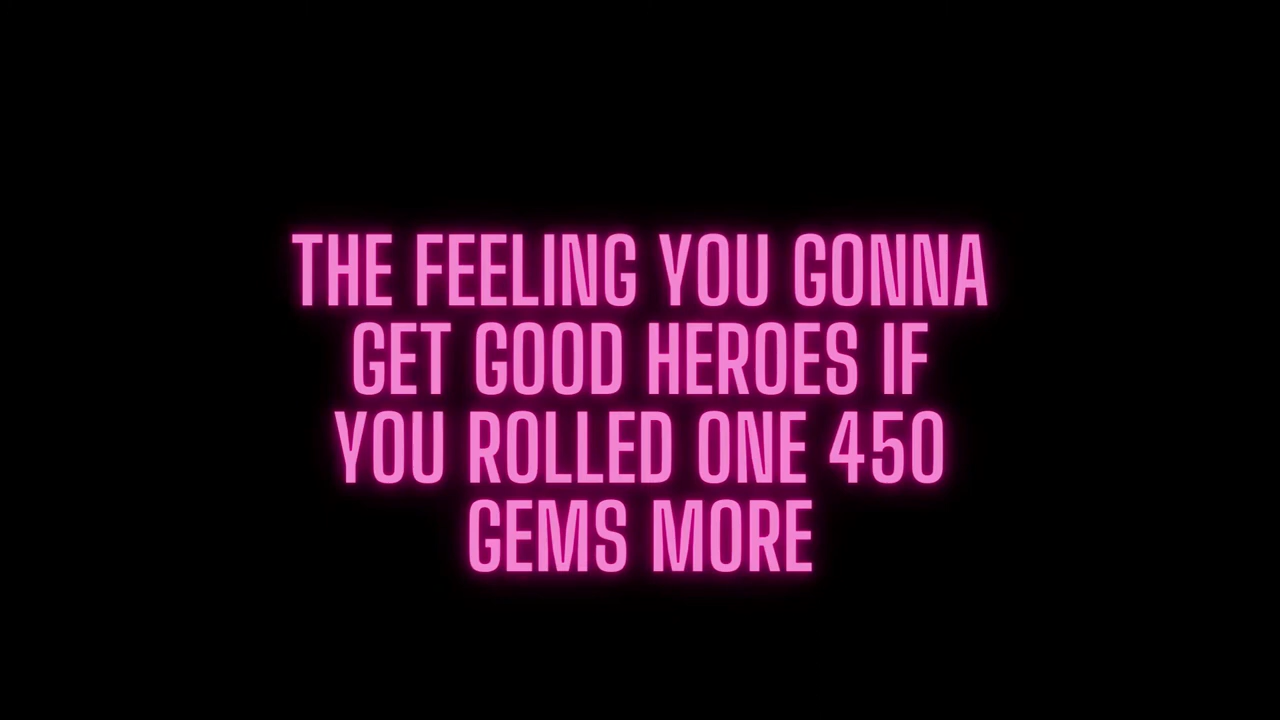 THE FEELING YOU GONNA
GET GOOD HEROES IF
YOU ROLLED ONE 450
GEMS MORE